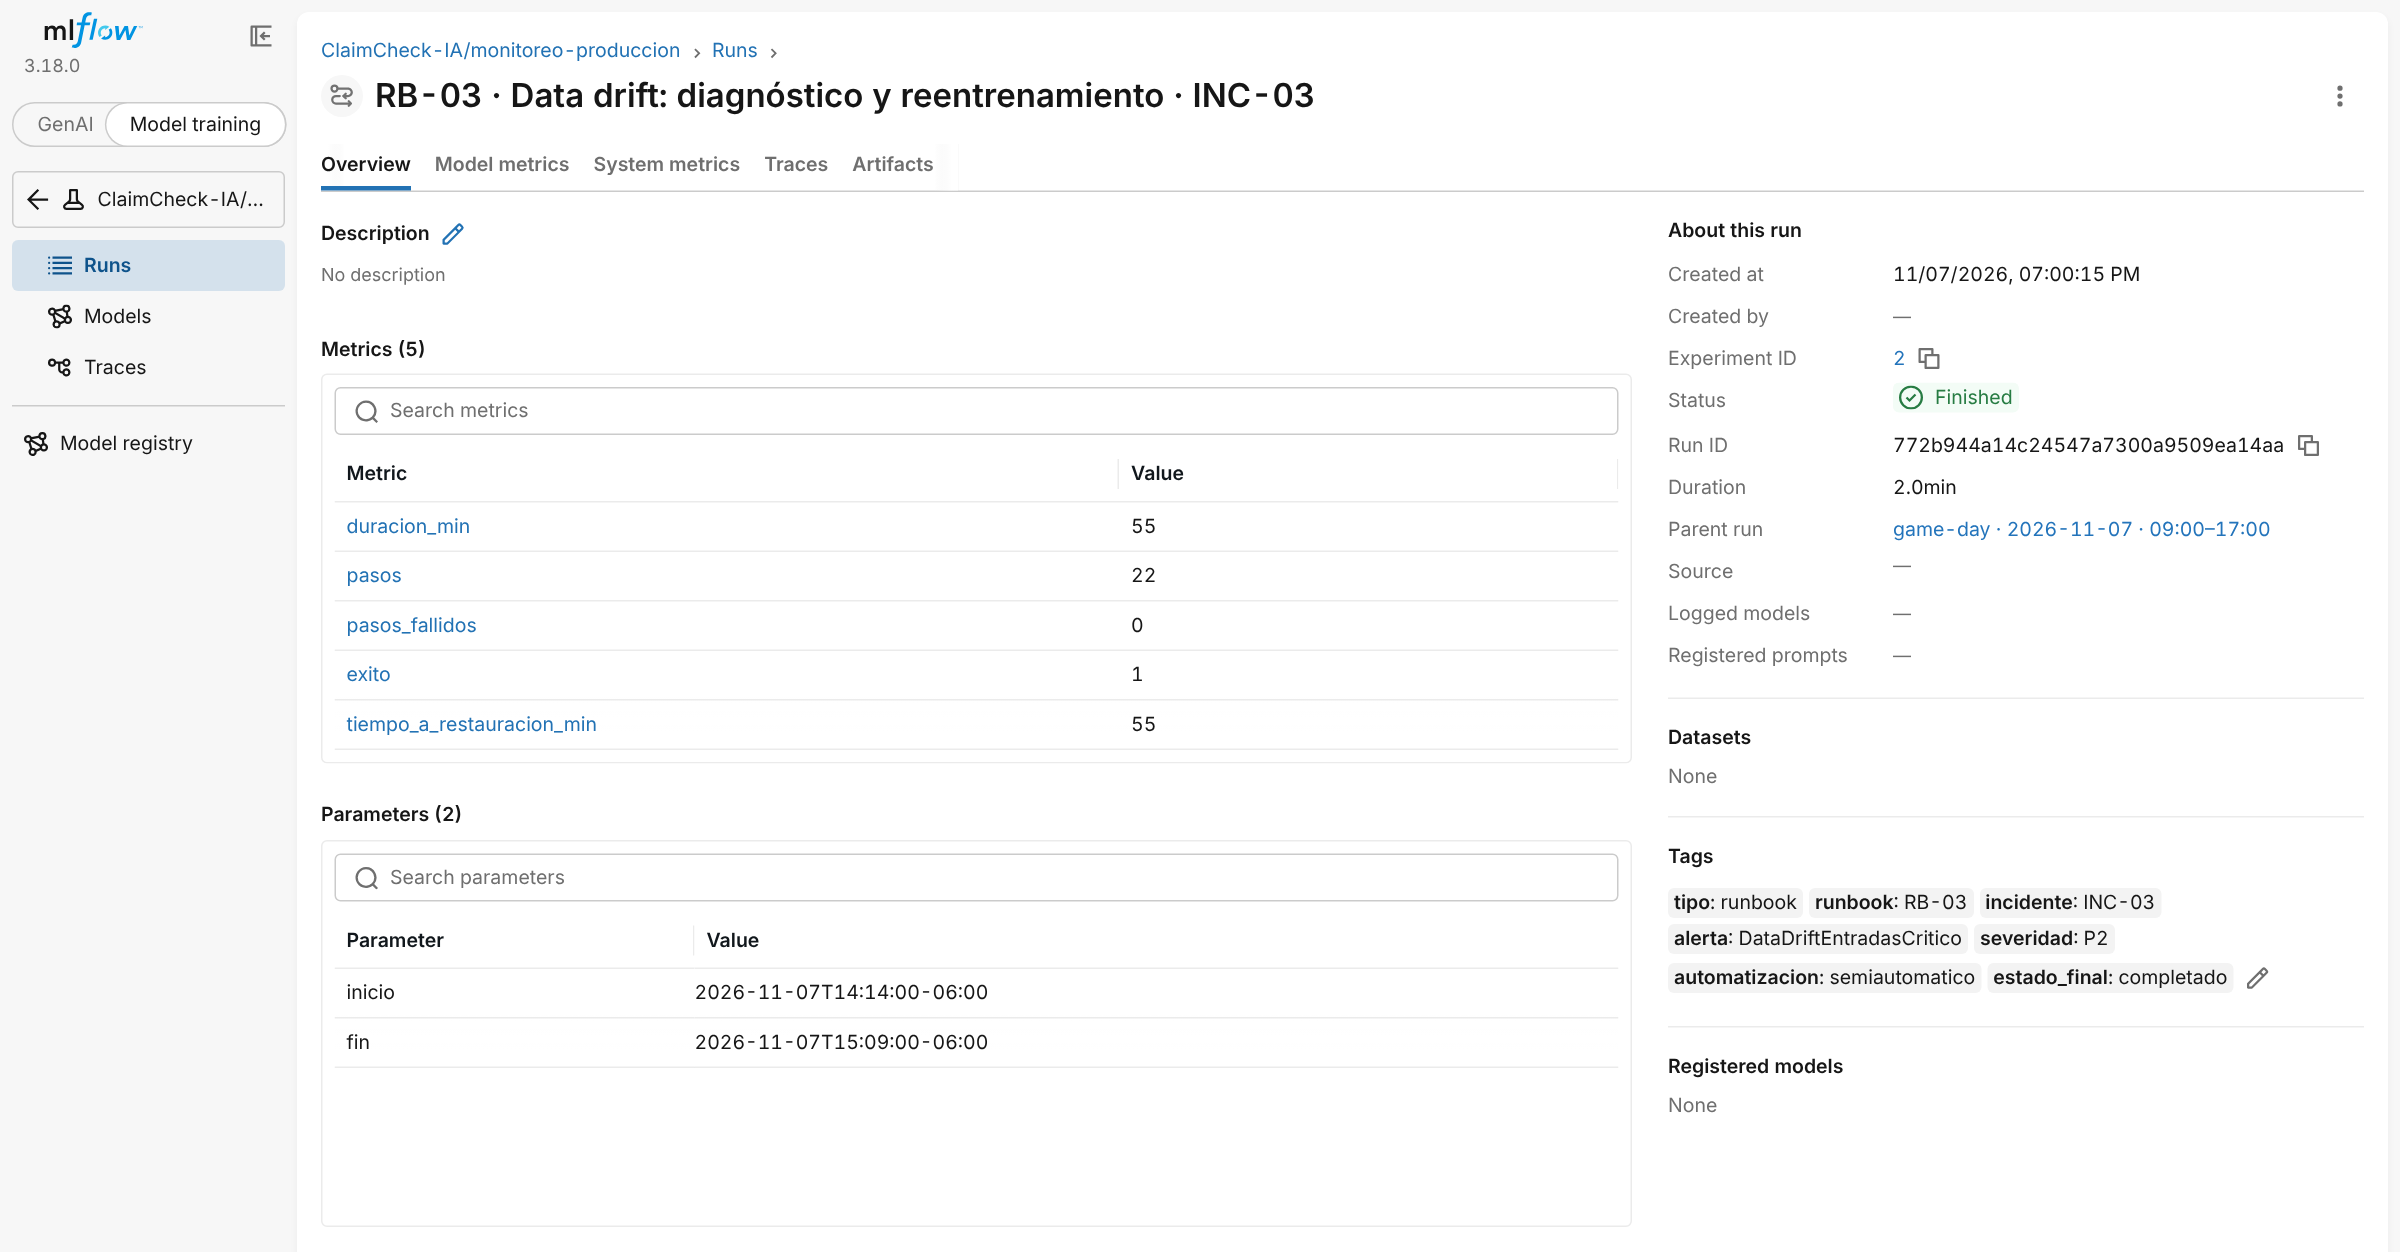 mlflow
3.18.0
GenAI
Model training
ClaimCheck-IA/...
Runs
Models
Traces
Model registry
ClaimCheck-IA/monitoreo-produccion › Runs ›
RB-03 · Data drift: diagnóstico y reentrenamiento · INC-03
Overview
Model metrics
System metrics
Traces
Artifacts
Description
No description
Metrics (5)
Search metrics
Metric Value
duracion_min 55
pasos 22
pasos_fallidos 0
exito 1
tiempo_a_restauracion_min 55
Parameters (2)
Search parameters
Parameter Value
inicio 2026-11-07T14:14:00-06:00
fin 2026-11-07T15:09:00-06:00
About this run
Created at 11/07/2026, 07:00:15 PM
Created by —
Experiment ID 2
Status Finished
Run ID 772b944a14c24547a7300a9509ea14aa
Duration 2.0min
Parent run game-day · 2026-11-07 · 09:00–17:00
Source —
Logged models —
Registered prompts —
Datasets
None
Tags
tipo: runbook runbook: RB-03 incidente: INC-03
alerta: DataDriftEntradasCritico severidad: P2
automatizacion: semiautomatico estado_final: completado
Registered models
None